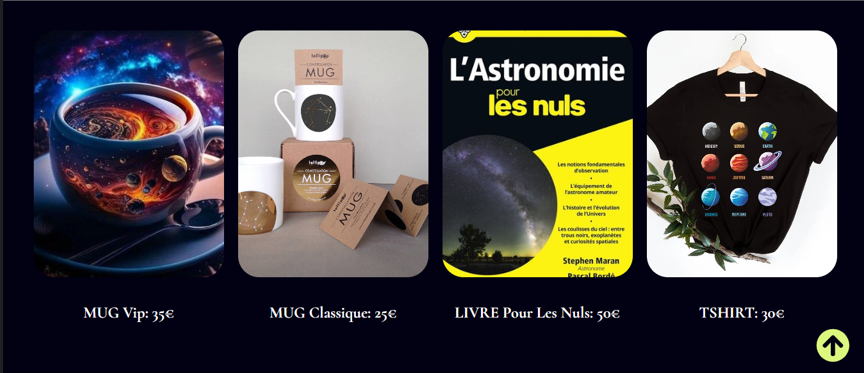 CONSTELLATION
MUG
CONSTELLATION
MUG
MUG
L'Astronomie
pour
les nuls
Les notions fondamentales
d'observation
L'équipement de
l'astronome amateur
L'histoire et l'évolution
de l'Univers
Les coulisses du ciel : entre
trous noirs, exoplanètes
et curiosités spatiales
Stephen Maran
Astronome
Pascal Bordé
MERCURY
VENUS
EARTH
MARS
JUPITER
SATURN
URANUS
NEPTUNE
PLUTO
MUG Vip: 35€
MUG Classique: 25€
LIVRE Pour Les Nuls: 50€
TSHIRT: 30€